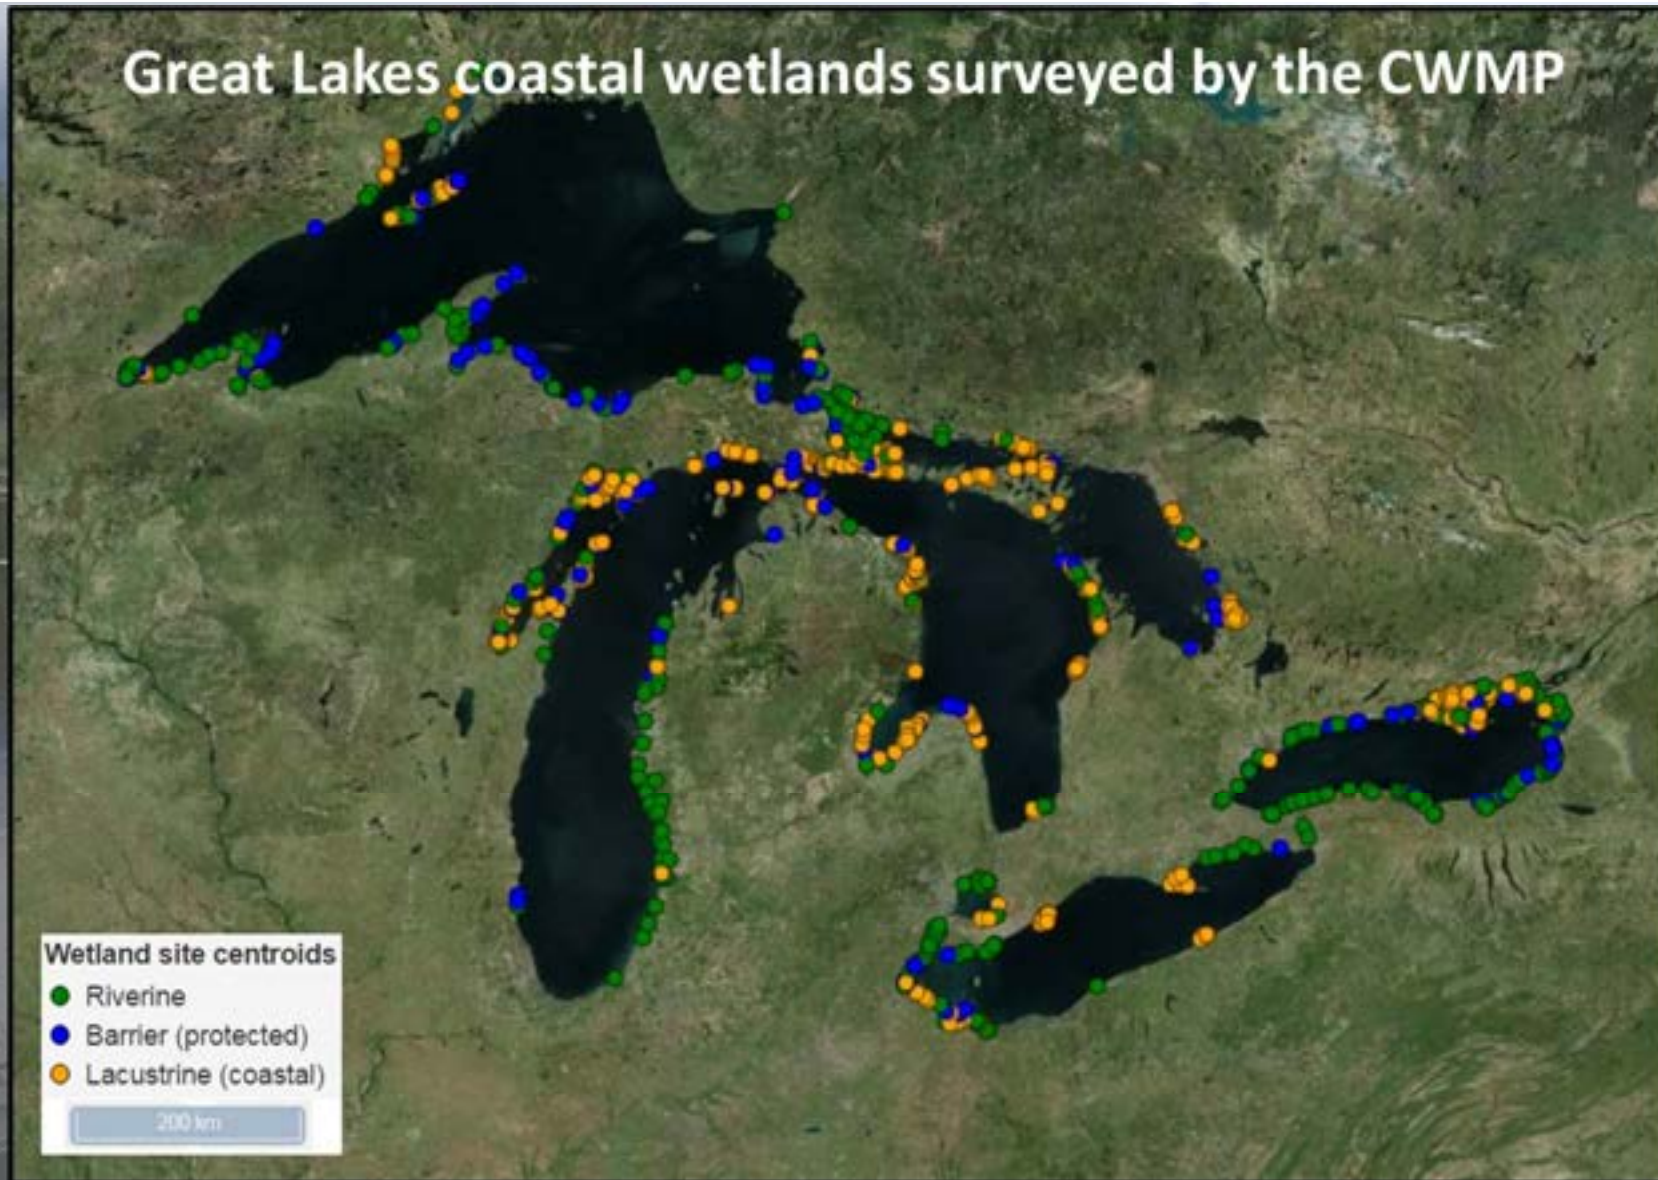 Great Lakes coastal wetlands surveyed by the CWMP
Wetland site centroids
Riverine
Barrier (protected)
Lacustrine (coastal)
200 km